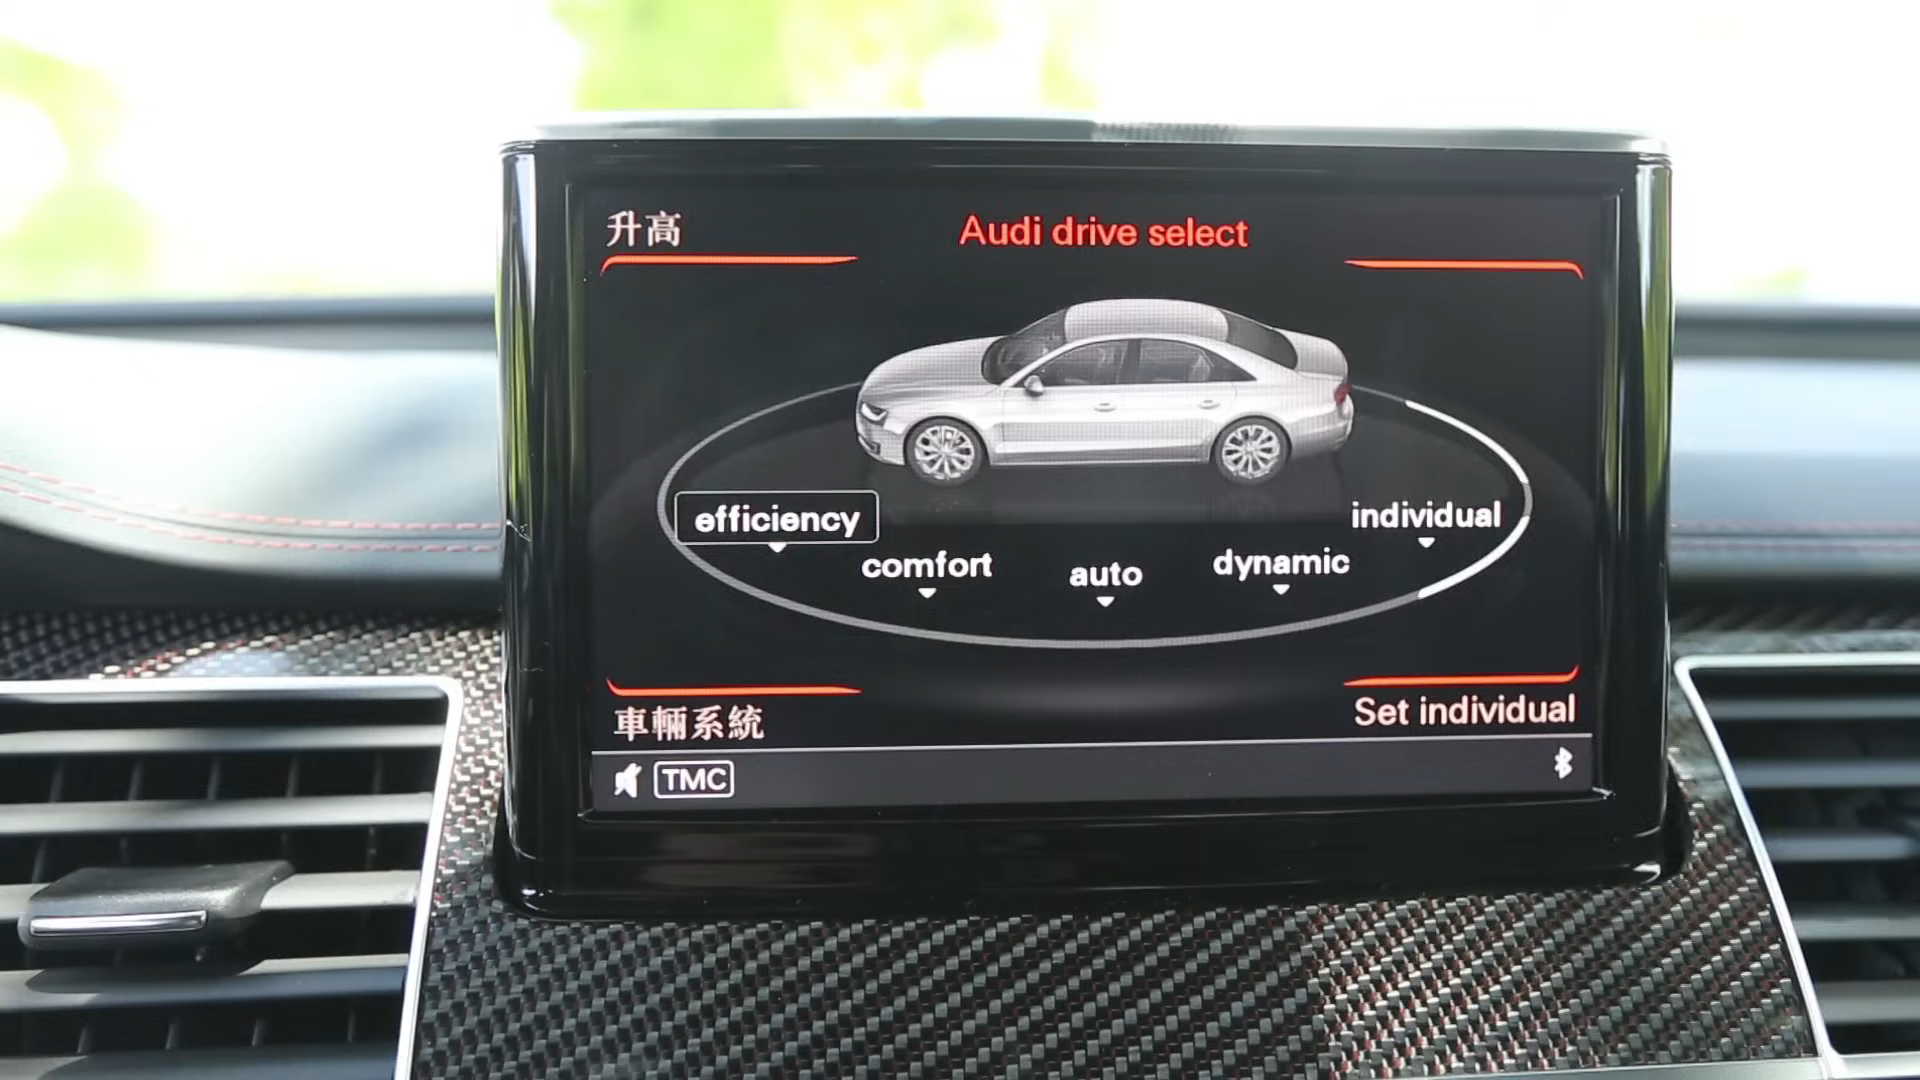 升高
Audi drive select
efficiency
comfort
auto
dynamic
individual
車輛系統
Set individual
TMC